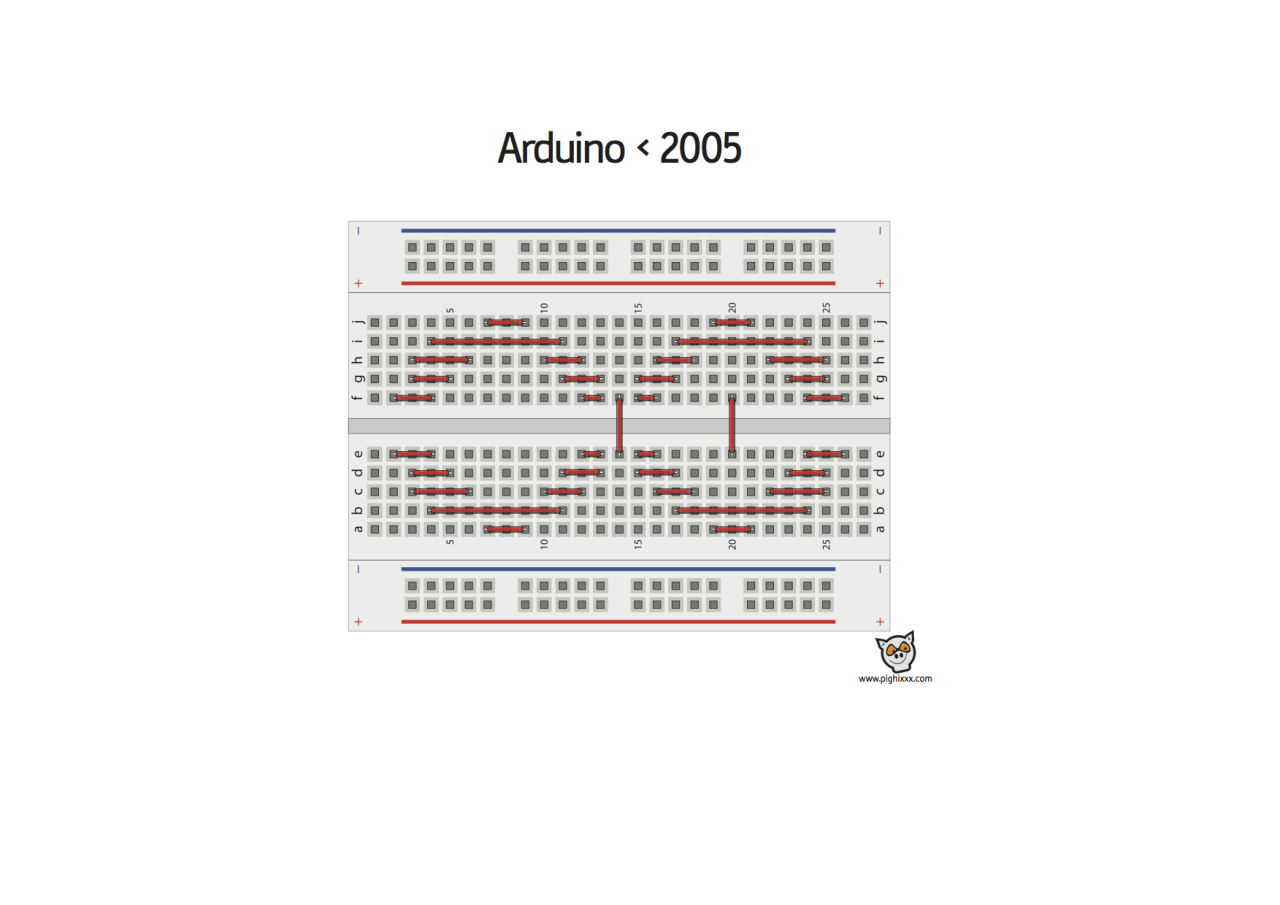 Arduino < 2005
− −
+ +
5 10 15 20 25
j j
i i
h h
g g
f f
e e
d d
c c
b b
a a
5 10 15 20 25
− −
+ +
www.pighixxx.com